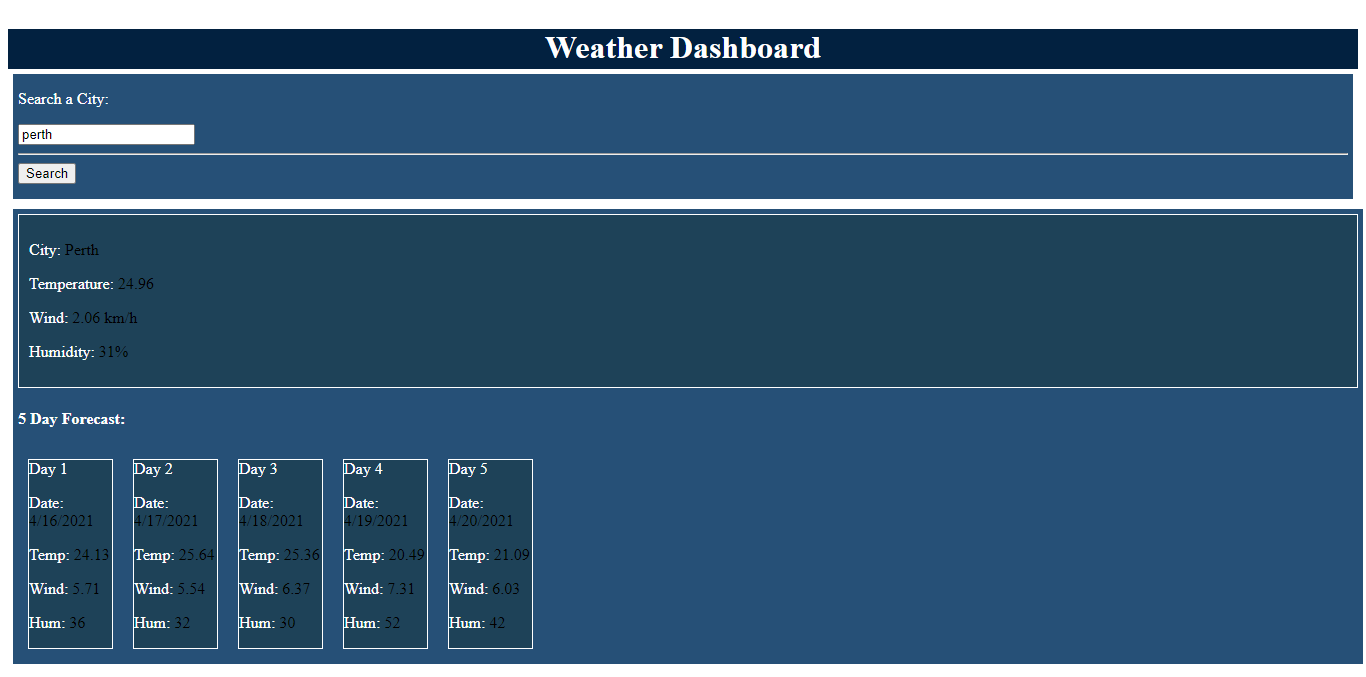 Weather Dashboard
Search a City:
perth
Search
City: Perth
Temperature: 24.96
Wind: 2.06 km/h
Humidity: 31%
5 Day Forecast:
Day 1
Date:
4/16/2021
Temp: 24.13
Wind: 5.71
Hum: 36
Day 2
Date:
4/17/2021
Temp: 25.64
Wind: 5.54
Hum: 32
Day 3
Date:
4/18/2021
Temp: 25.36
Wind: 6.37
Hum: 30
Day 4
Date:
4/19/2021
Temp: 20.49
Wind: 7.31
Hum: 52
Day 5
Date:
4/20/2021
Temp: 21.09
Wind: 6.03
Hum: 42